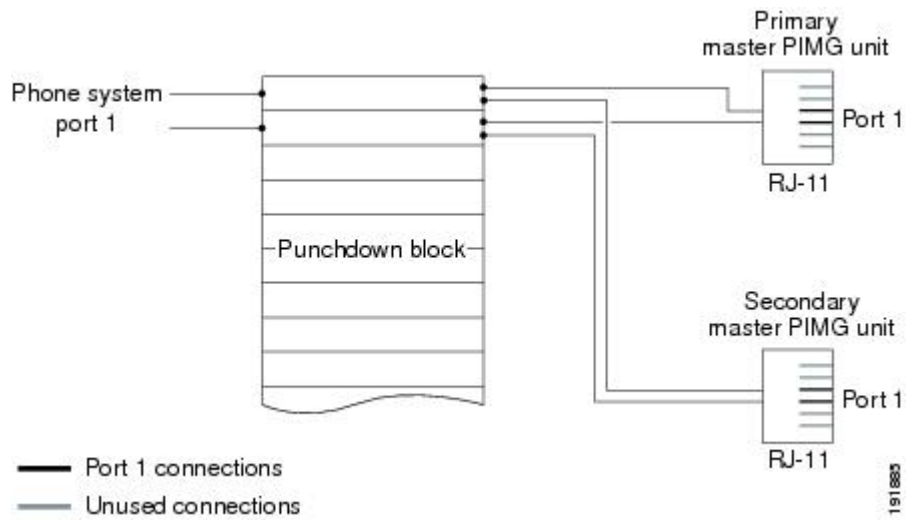 Primary
master PIMG unit
Phone system
port 1
Port 1
RJ-11
Punchdown block
Secondary
master PIMG unit
Port 1
RJ-11
Port 1 connections
Unused connections
191885